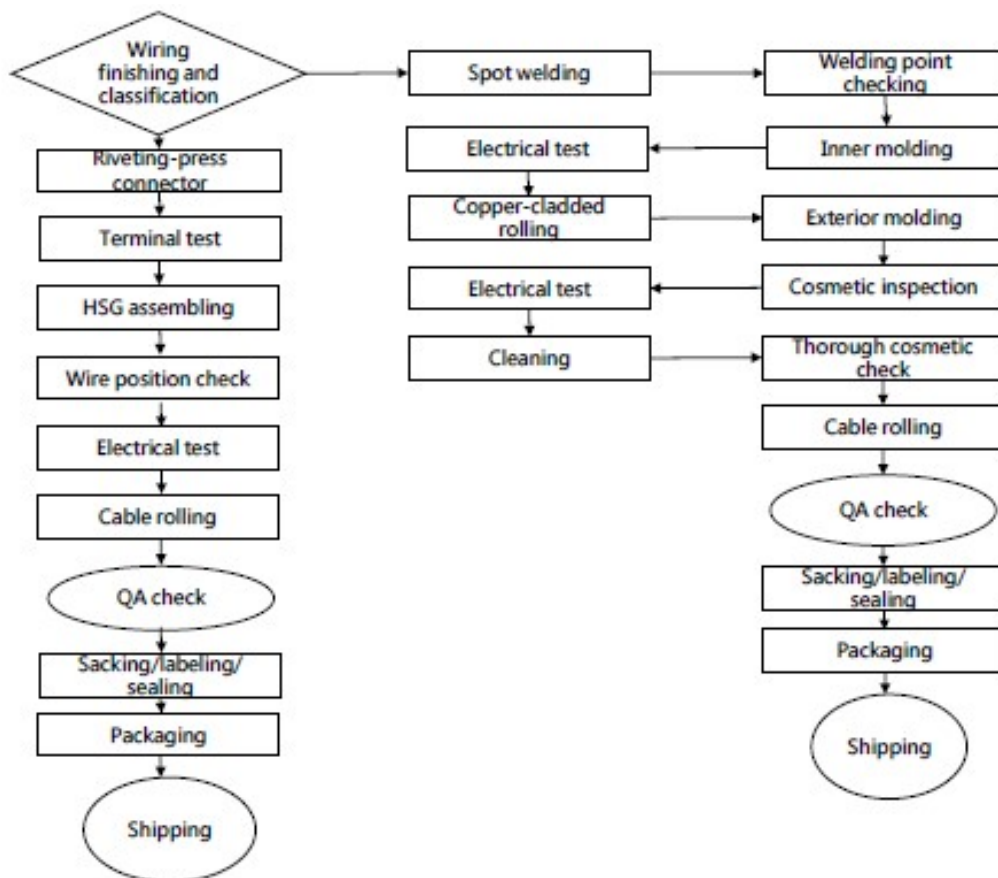 Wiring
finishing and
classification
Spot welding
Welding point
checking
Electrical test
Inner molding
Riveting-press
connector
Copper-cladded
rolling
Exterior molding
Terminal test
Electrical test
Cosmetic inspection
HSG assembling
Cleaning
Thorough cosmetic
check
Wire position check
Cable rolling
Electrical test
QA check
Cable rolling
Sacking/labeling/
sealing
QA check
Packaging
Sacking/labeling/
sealing
Shipping
Packaging
Shipping